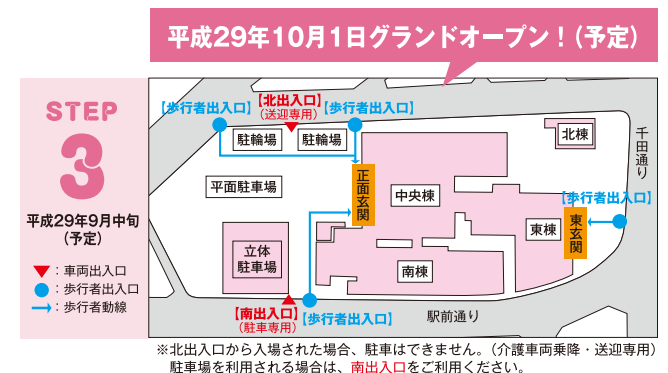 平成29年10月1日グランドオープン！(予定)
STEP
3
平成29年9月中旬
(予定)
：車両出入口
：歩行者出入口
：歩行者動線
【歩行者出入口】
【北出入口】
(送迎専用)
【歩行者出入口】
駐輪場
駐輪場
北棟
千田通り
平面駐車場
正面玄関
中央棟
【歩行者出入口】
東棟
東玄関
立体
駐車場
南棟
【南出入口】
(駐車専用)
【歩行者出入口】
駅前通り
※北出入口から入場された場合、駐車はできません。(介護車両乗降・送迎専用)
駐車場を利用される場合は、南出入口をご利用ください。